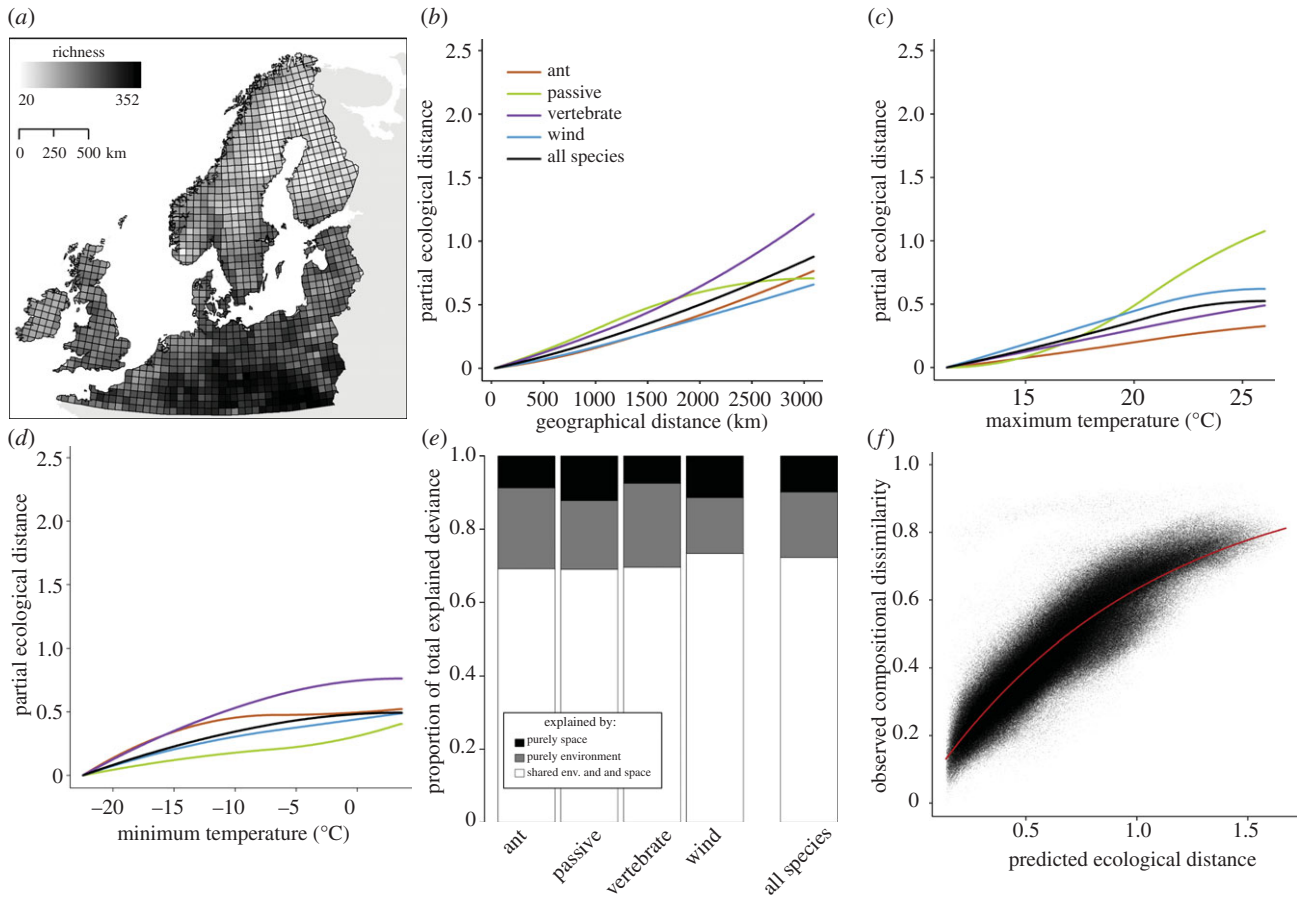 (a)
richness
20 352
0 250 500 km
(b)
partial ecological distance
2.5
2.0
1.5
1.0
0.5
0
ant
passive
vertebrate
wind
all species
0 500 1000 1500 2000 2500 3000
geographical distance (km)
(c)
partial ecological distance
2.5
2.0
1.5
1.0
0.5
0
15 20 25
maximum temperature (°C)
(d)
partial ecological distance
2.5
2.0
1.5
1.0
0.5
0
–20 –15 –10 –5 0
minimum temperature (°C)
(e)
proportion of total explained deviance
1.0
0.8
0.6
0.4
0.2
0
explained by:
purely space
purely environment
shared env. and and space
ant
passive
vertebrate
wind
all species
(f)
observed compositional dissimilarity
1.0
0.8
0.6
0.4
0.2
0
0.5 1.0 1.5
predicted ecological distance